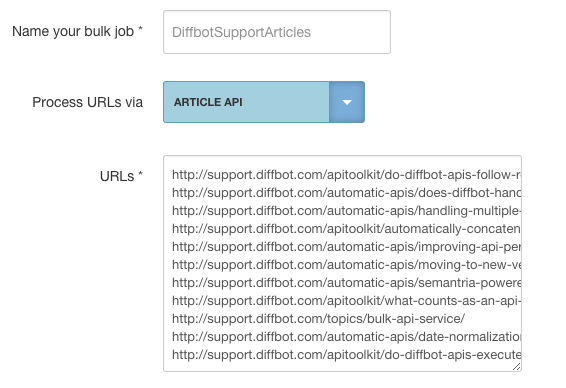 Name your bulk job *
DiffbotSupportArticles
Process URLs via
ARTICLE API
URLs *
http://support.diffbot.com/apitoolkit/do-diffbot-apis-follow-r
http://support.diffbot.com/automatic-apis/does-diffbot-hand
http://support.diffbot.com/automatic-apis/handling-multiple-
http://support.diffbot.com/apitoolkit/automatically-concaten
http://support.diffbot.com/automatic-apis/improving-api-per
http://support.diffbot.com/automatic-apis/moving-to-new-ve
http://support.diffbot.com/automatic-apis/semantria-powere
http://support.diffbot.com/apitoolkit/what-counts-as-an-api-
http://support.diffbot.com/topics/bulk-api-service/
http://support.diffbot.com/automatic-apis/date-normalization
http://support.diffbot.com/apitoolkit/do-diffbot-apis-execute